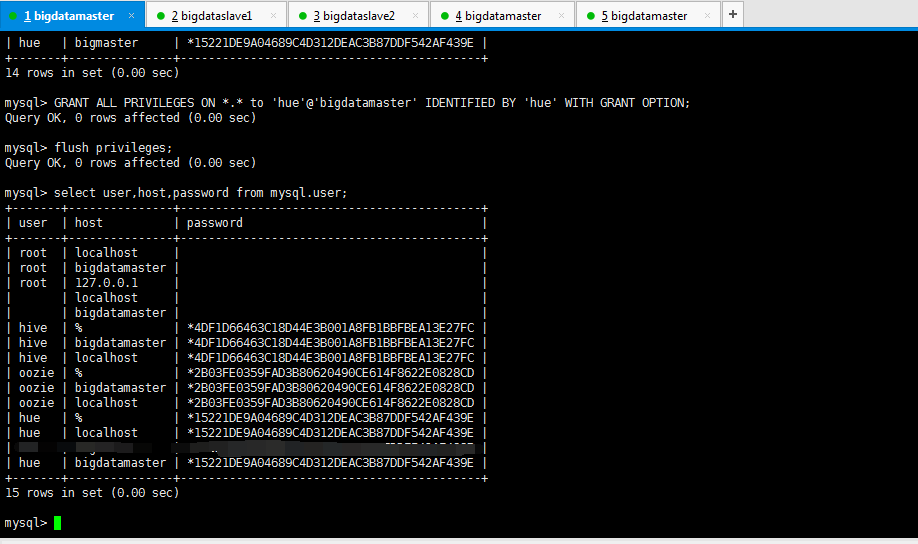 1 bigdatamaster × 2 bigdataslave1 × 3 bigdataslave2 × 4 bigdatamaster × 5 bigdatamaster × +
| hue   | bigmaster     | *15221DE9A04689C4D312DEAC3B87DDF542AF439E |
+-------+---------------+-------------------------------------------+
14 rows in set (0.00 sec)
mysql> GRANT ALL PRIVILEGES ON *.* to 'hue'@'bigdatamaster' IDENTIFIED BY 'hue' WITH GRANT OPTION;
Query OK, 0 rows affected (0.00 sec)
mysql> flush privileges;
Query OK, 0 rows affected (0.00 sec)
mysql> select user,host,password from mysql.user;
+-------+---------------+-------------------------------------------+
| user  | host          | password                                  |
+-------+---------------+-------------------------------------------+
| root  | localhost     |                                           |
| root  | bigdatamaster |                                           |
| root  | 127.0.0.1     |                                           |
|       | localhost     |                                           |
|       | bigdatamaster |                                           |
| hive  | %             | *4DF1D66463C18D44E3B001A8FB1BBFBEA13E27FC |
| hive  | bigdatamaster | *4DF1D66463C18D44E3B001A8FB1BBFBEA13E27FC |
| hive  | localhost     | *4DF1D66463C18D44E3B001A8FB1BBFBEA13E27FC |
| oozie | %             | *2B03FE0359FAD3B80620490CE614F8622E0828CD |
| oozie | bigdatamaster | *2B03FE0359FAD3B80620490CE614F8622E0828CD |
| oozie | localhost     | *2B03FE0359FAD3B80620490CE614F8622E0828CD |
| hue   | %             | *15221DE9A04689C4D312DEAC3B87DDF542AF439E |
| hue   | localhost     | *15221DE9A04689C4D312DEAC3B87DDF542AF439E |
| hue   | bigdatamaster | *15221DE9A04689C4D312DEAC3B87DDF542AF439E |
+-------+---------------+-------------------------------------------+
15 rows in set (0.00 sec)
mysql>